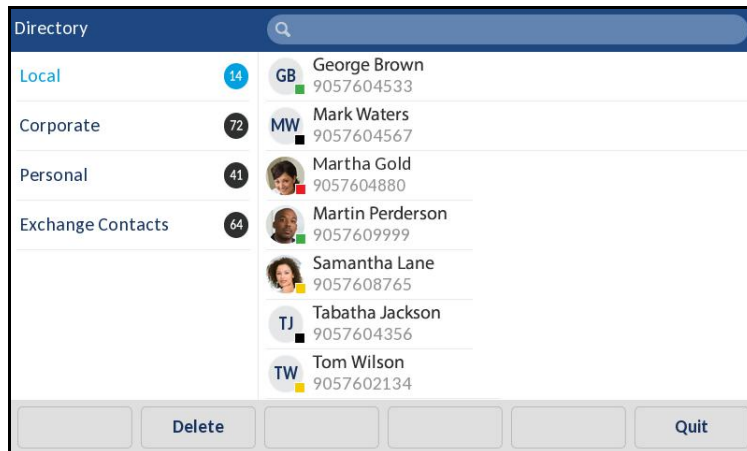 Directory
Local 14
Corporate 72
Personal 41
Exchange Contacts 64
GB George Brown
9057604533
MW Mark Waters
9057604567
Martha Gold
9057604880
Martin Perderson
9057609999
Samantha Lane
9057608765
TJ Tabatha Jackson
9057604356
TW Tom Wilson
9057602134
Delete Quit